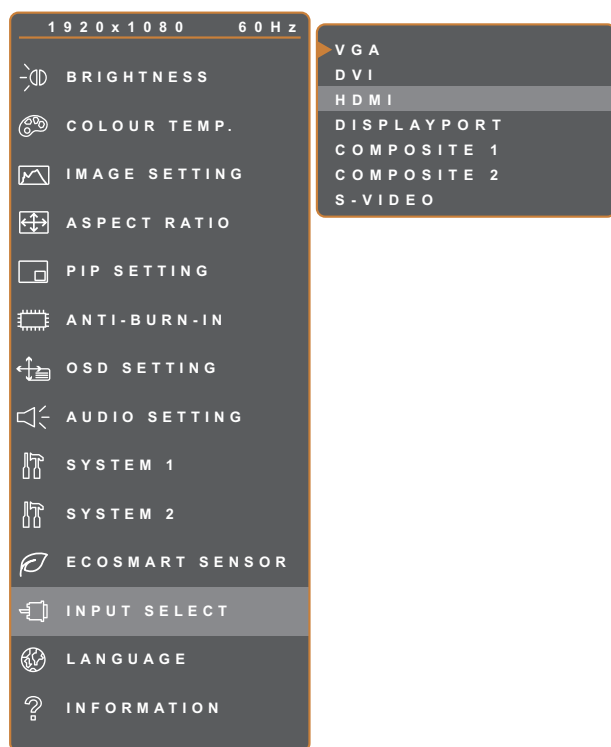 1920x1080 60Hz
BRIGHTNESS
COLOUR TEMP.
IMAGE SETTING
ASPECT RATIO
PIP SETTING
ANTI-BURN-IN
OSD SETTING
AUDIO SETTING
SYSTEM 1
SYSTEM 2
ECOSMART SENSOR
INPUT SELECT
LANGUAGE
INFORMATION
VGA
DVI
HDMI
DISPLAYPORT
COMPOSITE 1
COMPOSITE 2
S-VIDEO